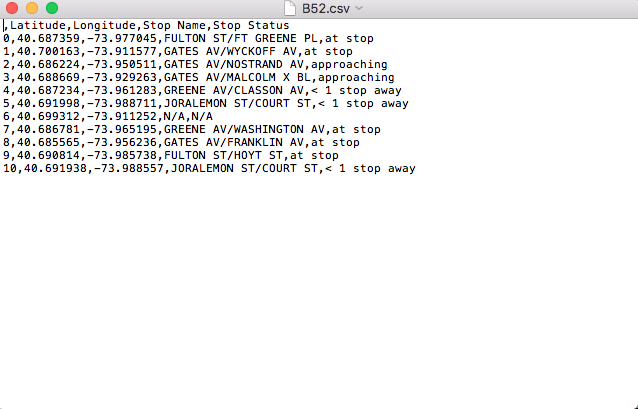 B52.csv
,Latitude,Longitude,Stop Name,Stop Status
0,40.687359,-73.977045,FULTON ST/FT GREENE PL,at stop
1,40.700163,-73.911577,GATES AV/WYCKOFF AV,at stop
2,40.686224,-73.950511,GATES AV/NOSTRAND AV,approaching
3,40.688669,-73.929263,GATES AV/MALCOLM X BL,approaching
4,40.687234,-73.961283,GREENE AV/CLASSON AV,< 1 stop away
5,40.691998,-73.988711,JORALEMON ST/COURT ST,< 1 stop away
6,40.699312,-73.911252,N/A,N/A
7,40.686781,-73.965195,GREENE AV/WASHINGTON AV,at stop
8,40.685565,-73.956236,GATES AV/FRANKLIN AV,at stop
9,40.690814,-73.985738,FULTON ST/HOYT ST,at stop
10,40.691938,-73.988557,JORALEMON ST/COURT ST,< 1 stop away